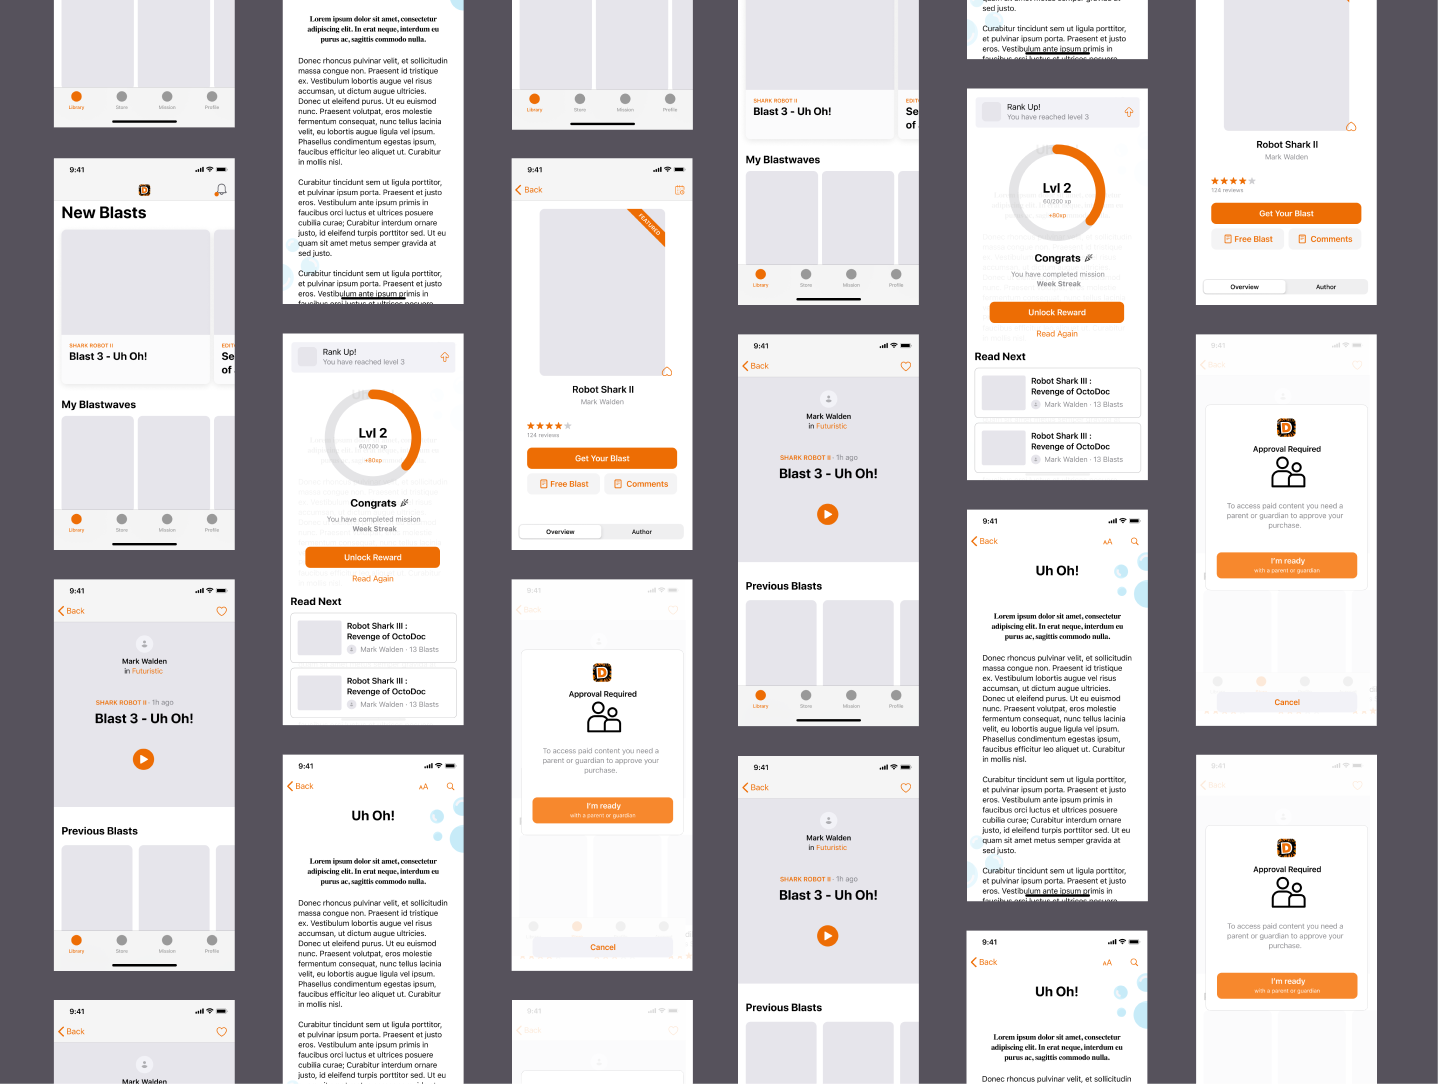 Library Store Mission Profile
9:41
New Blasts
SHARK ROBOT II
Blast 3 - Uh Oh!
EDIT
Se
of
My Blastwaves
Library Store Mission Profile
9:41
Back
Mark Walden
in Futuristic
SHARK ROBOT II · 1h ago
Blast 3 - Uh Oh!
Previous Blasts
Library Store Mission Profile
9:41
Back
Mark Walden
Lorem ipsum dolor sit amet, consectetur
adipiscing elit. In erat neque, interdum eu
purus ac, sagittis commodo nulla.
Donec rhoncus pulvinar velit, et sollicitudin
massa congue non. Praesent id tristique
ex. Vestibulum lobortis augue vel risus
accumsan, ut dictum augue ultricies.
Donec ut eleifend purus. Ut eu euismod
nunc. Praesent volutpat, eros molestie
fermentum consequat, nunc tellus lacinia
velit, eu lobortis augue ligula vel ipsum.
Phasellus condimentum egestas ipsum,
faucibus efficitur leo aliquet ut. Curabitur
in mollis nisl.
Curabitur tincidunt sem ut ligula porttitor,
et pulvinar ipsum porta. Praesent et justo
eros. Vestibulum ante ipsum primis in
faucibus orci luctus et ultrices posuere
cubilia curae; Curabitur interdum ornare
justo, id eleifend turpis porttitor sed. Ut eu
quam sit amet metus semper gravida at
sed justo.
Curabitur tincidunt sem ut ligula porttitor,
et pulvinar ipsum porta. Praesent et justo
eros. Vestibulum ante ipsum primis in
faucibus orci luctus et ultrices posuere
Rank Up!
You have reached level 3
Lvl 2
60/200 xp
+80xp
Congrats
You have completed mission
Week Streak
Unlock Reward
Read Again
Read Next
Robot Shark III :
Revenge of OctoDoc
Mark Walden · 13 Blasts
Robot Shark III :
Revenge of OctoDoc
Mark Walden · 13 Blasts
9:41
Back AA
Uh Oh!
Lorem ipsum dolor sit amet, consectetur
adipiscing elit. In erat neque, interdum eu
purus ac, sagittis commodo nulla.
Donec rhoncus pulvinar velit, et sollicitudin
massa congue non. Praesent id tristique
ex. Vestibulum lobortis augue vel risus
accumsan, ut dictum augue ultricies.
Donec ut eleifend purus. Ut eu euismod
nunc. Praesent volutpat, eros molestie
fermentum consequat, nunc tellus lacinia
velit, eu lobortis augue ligula vel ipsum.
Phasellus condimentum egestas ipsum,
faucibus efficitur leo aliquet ut. Curabitur
in mollis nisl.
Curabitur tincidunt sem ut ligula porttitor,
et pulvinar ipsum porta. Praesent et justo
eros. Vestibulum ante ipsum primis in
faucibus orci luctus et ultrices posuere
cubilia curae; Curabitur interdum ornare
justo, id eleifend turpis porttitor sed. Ut eu
Library Store Mission Profile
9:41
Back
FEATURED
Robot Shark II
Mark Walden
124 reviews
Get Your Blast
Free Blast Comments
Overview Author
9:41
Back
D
Approval Required
To access paid content you need a
parent or guardian to approve your
purchase.
I'm ready
with a parent or guardian
Cancel
9:41
Back
SHARK ROBOT II
Blast 3 - Uh Oh!
EDIT
Se
of
My Blastwaves
Library Store Mission Profile
9:41
Back
Mark Walden
in Futuristic
SHARK ROBOT II · 1h ago
Blast 3 - Uh Oh!
Previous Blasts
Library Store Mission Profile
9:41
Back
Mark Walden
in Futuristic
SHARK ROBOT II · 1h ago
Blast 3 - Uh Oh!
Previous Blasts
sed justo.
Curabitur tincidunt sem ut ligula porttitor,
et pulvinar ipsum porta. Praesent et justo
eros. Vestibulum ante ipsum primis in
Rank Up!
You have reached level 3
Lvl 2
60/200 xp
+80xp
Congrats
You have completed mission
Week Streak
Unlock Reward
Read Again
Read Next
Robot Shark III :
Revenge of OctoDoc
Mark Walden · 13 Blasts
Robot Shark III :
Revenge of OctoDoc
Mark Walden · 13 Blasts
9:41
Back AA
Uh Oh!
Lorem ipsum dolor sit amet, consectetur
adipiscing elit. In erat neque, interdum eu
purus ac, sagittis commodo nulla.
Donec rhoncus pulvinar velit, et sollicitudin
massa congue non. Praesent id tristique
ex. Vestibulum lobortis augue vel risus
accumsan, ut dictum augue ultricies.
Donec ut eleifend purus. Ut eu euismod
nunc. Praesent volutpat, eros molestie
fermentum consequat, nunc tellus lacinia
velit, eu lobortis augue ligula vel ipsum.
Phasellus condimentum egestas ipsum,
faucibus efficitur leo aliquet ut. Curabitur
in mollis nisl.
Curabitur tincidunt sem ut ligula porttitor,
et pulvinar ipsum porta. Praesent et justo
eros. Vestibulum ante ipsum primis in
faucibus orci luctus et ultrices posuere
cubilia curae; Curabitur interdum ornare
justo, id eleifend turpis porttitor sed. Ut eu
quam sit amet metus semper gravida at
sed justo.
Curabitur tincidunt sem ut ligula porttitor,
et pulvinar ipsum porta. Praesent et justo
eros. Vestibulum ante ipsum primis in
faucibus orci luctus et ultrices posuere
9:41
Back AA
Uh Oh!
Lorem ipsum dolor sit amet, consectetur
adipiscing elit. In erat neque, interdum eu
purus ac, sagittis commodo nulla.
Donec rhoncus pulvinar velit, et sollicitudin
Robot Shark II
Mark Walden
124 reviews
Get Your Blast
Free Blast Comments
Overview Author
9:41
Back
D
Approval Required
To access paid content you need a
parent or guardian to approve your
purchase.
I'm ready
with a parent or guardian
Cancel
9:41
Back
D
Approval Required
To access paid content you need a
parent or guardian to approve your
purchase.
I'm ready
with a parent or guardian